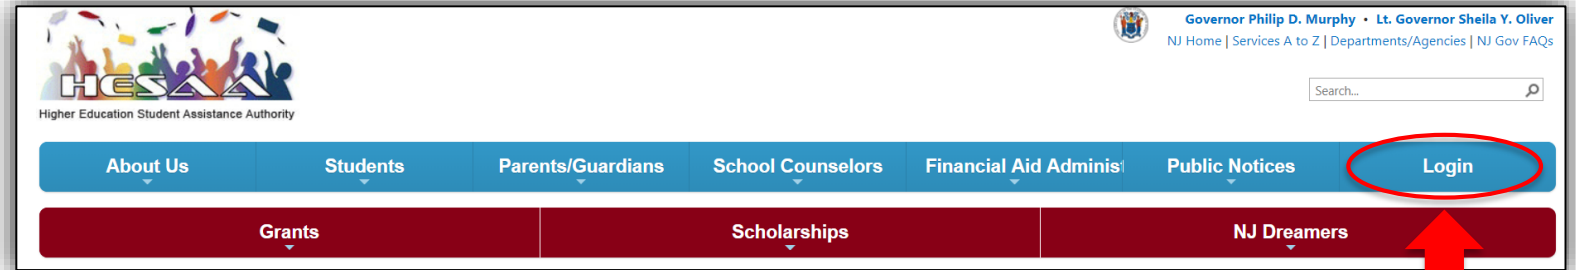 Governor Philip D. Murphy • Lt. Governor Sheila Y. Oliver
NJ Home | Services A to Z | Departments/Agencies | NJ Gov FAQs
HESAA
Higher Education Student Assistance Authority
Search...
About Us Students Parents/Guardians School Counselors Financial Aid Administ Public Notices Login
Grants Scholarships NJ Dreamers